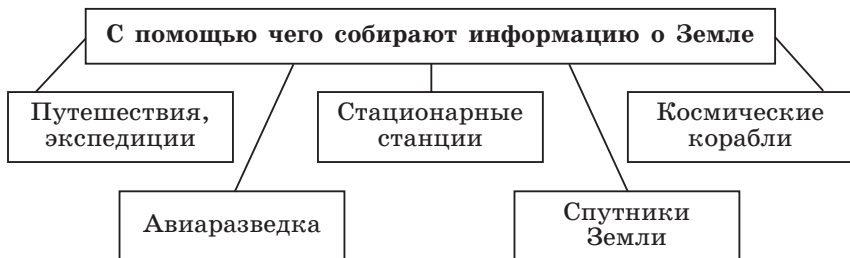 С помощью чего собирают информацию о Земле
Путешествия,
экспедиции
Стационарные
станции
Космические
корабли
Авиаразведка
Спутники
Земли